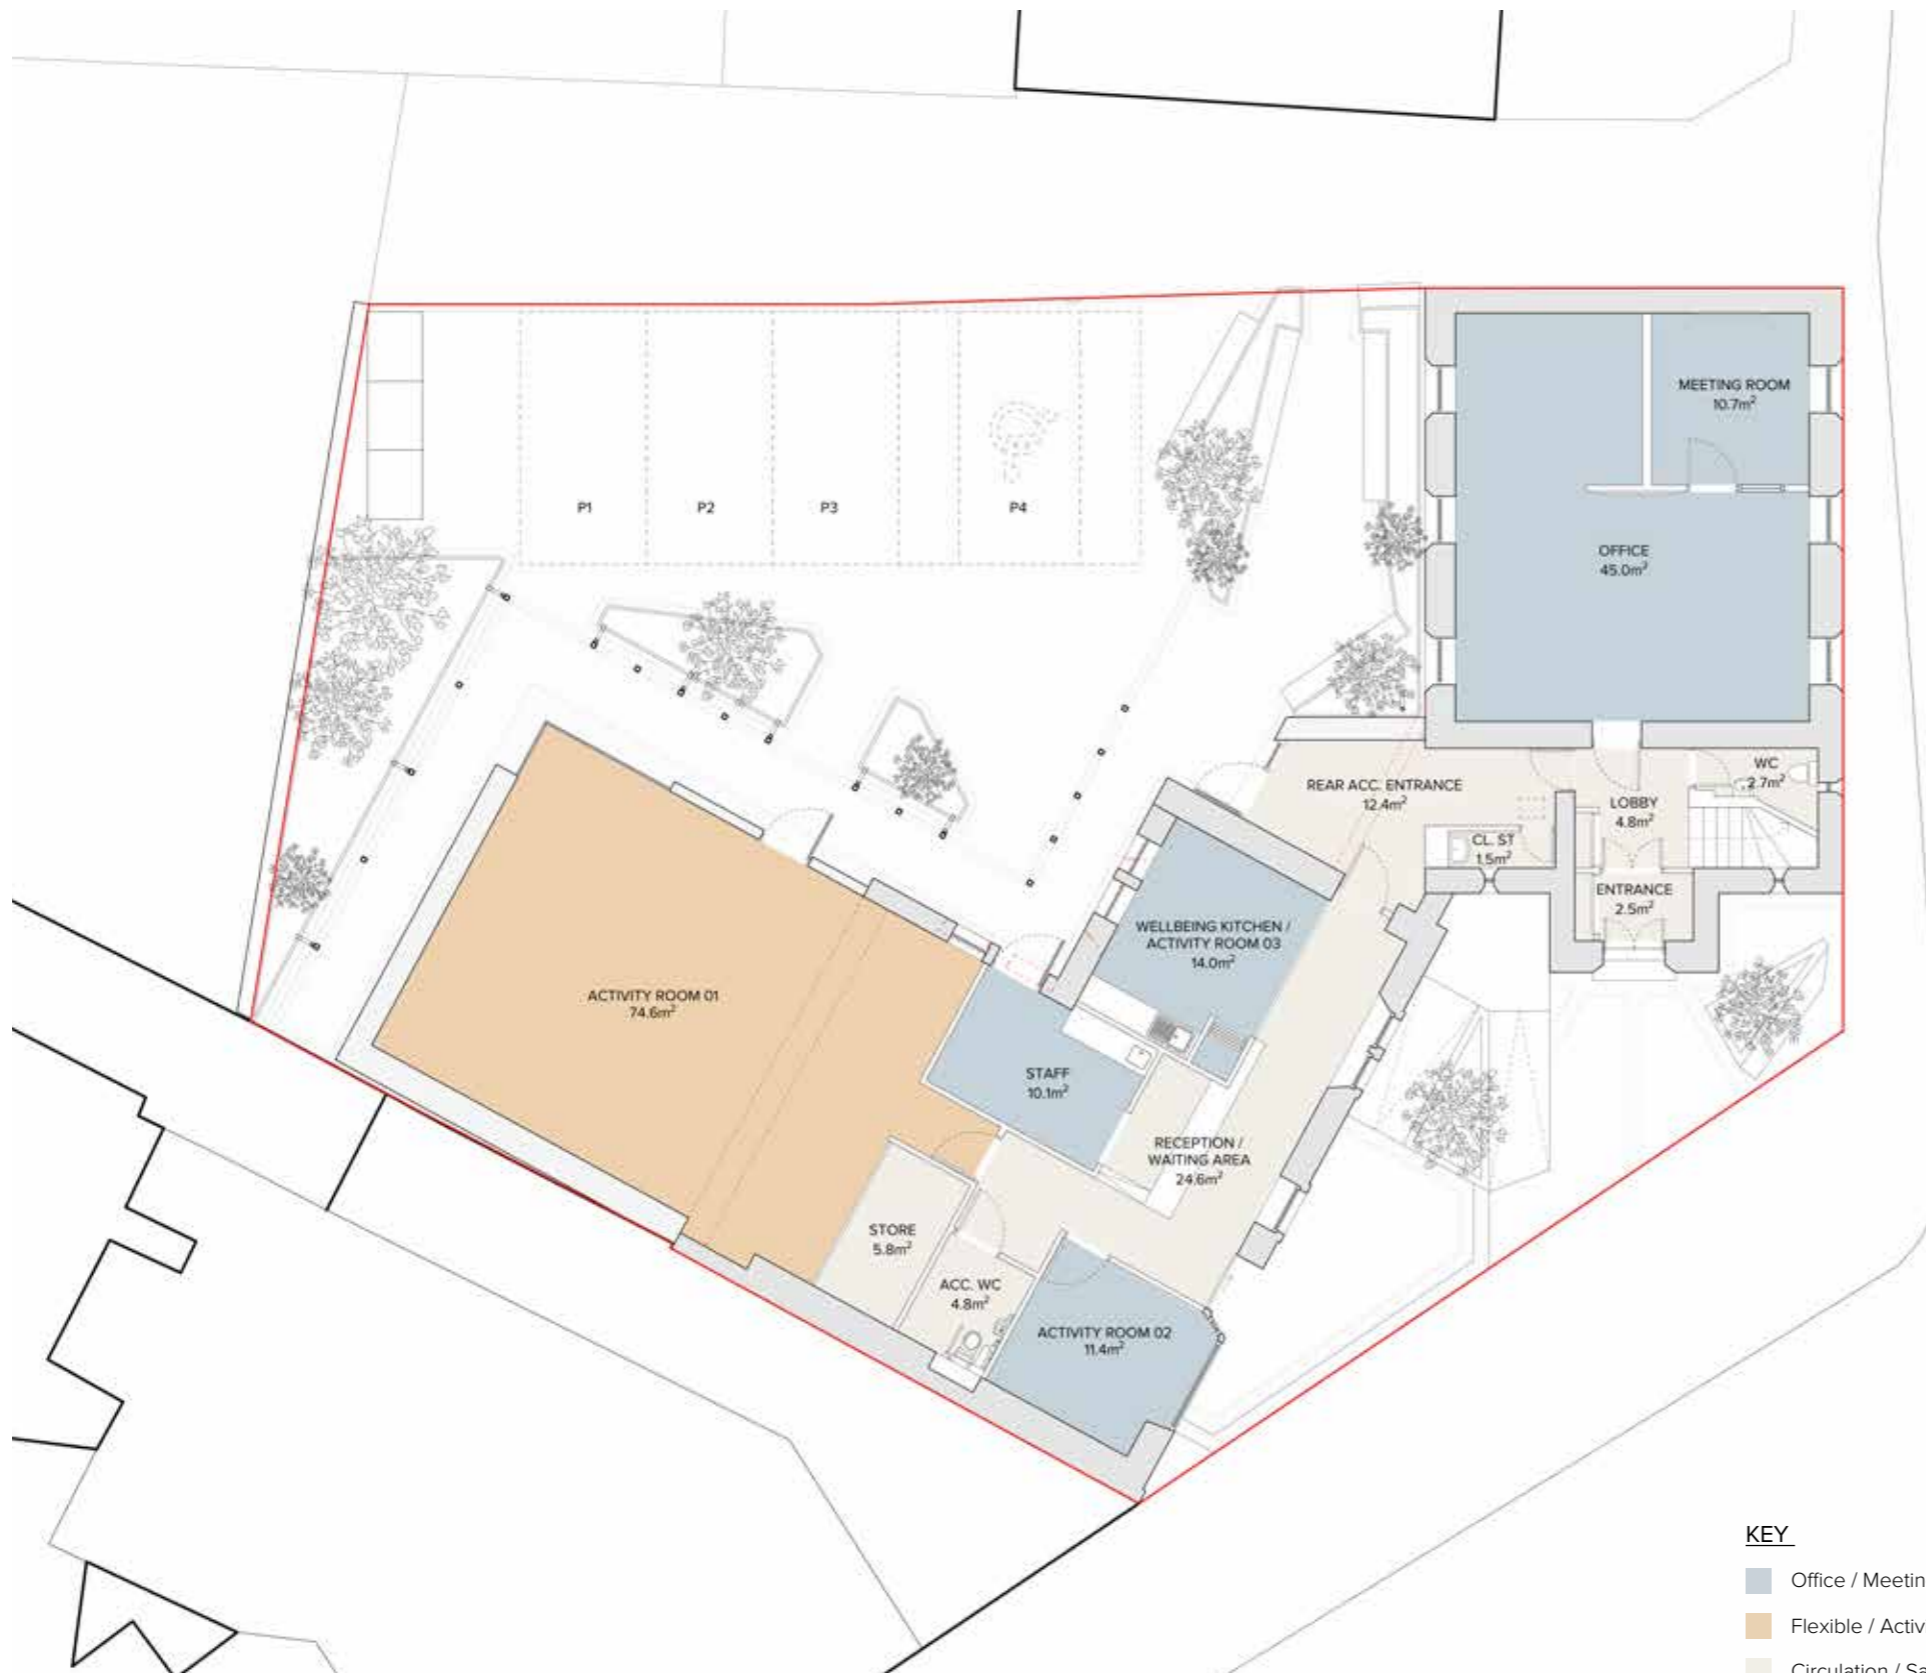 MEETING ROOM
10.7m²
P1
P2
P3
P4
OFFICE
45.0m²
REAR ACC. ENTRANCE
12.4m²
WC
2.7m²
LOBBY
4.8m²
CL. ST
1.5m²
ENTRANCE
2.5m²
WELLBEING KITCHEN /
ACTIVITY ROOM 03
14.0m²
ACTIVITY ROOM 01
74.6m²
STAFF
10.1m²
RECEPTION /
WAITING AREA
24.6m²
STORE
5.8m²
ACC. WC
4.8m²
ACTIVITY ROOM 02
11.4m²
KEY
Office / Meetin
Flexible / Activ
Circulation / Sa